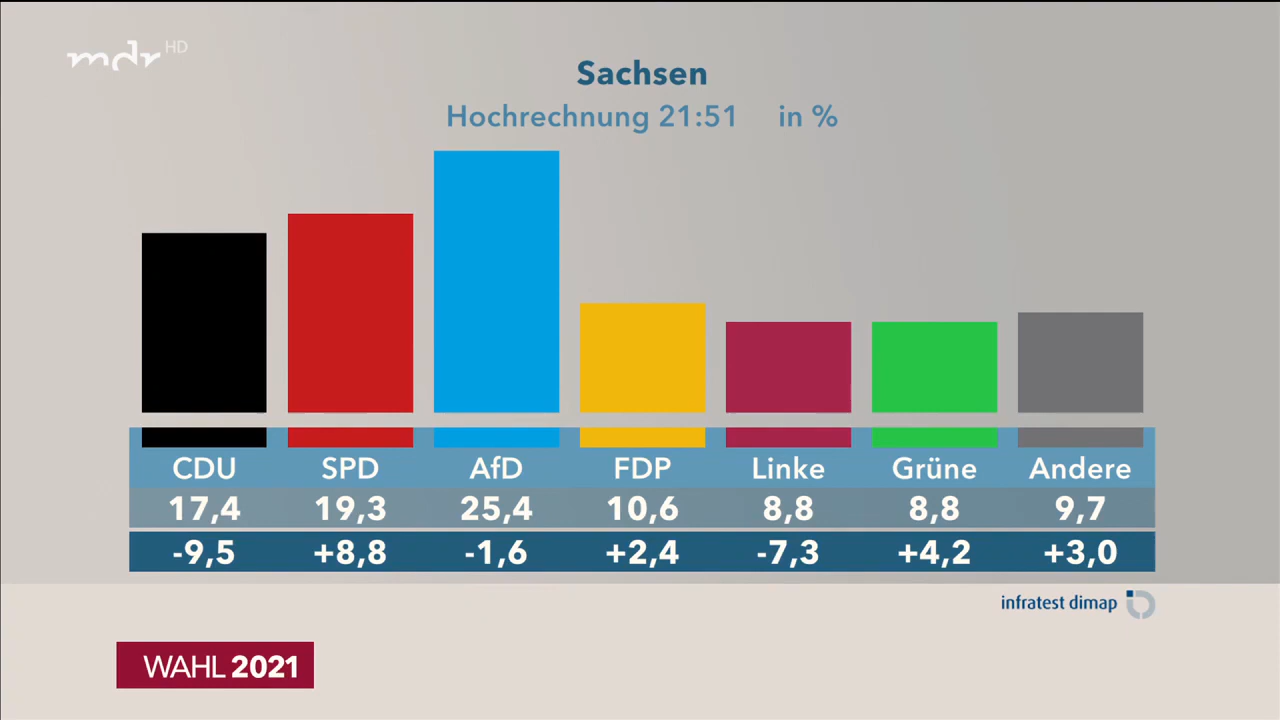 mdr HD
Sachsen
Hochrechnung 21:51 in %
CDU SPD AfD FDP Linke Grüne Andere
17,4 19,3 25,4 10,6 8,8 8,8 9,7
-9,5 +8,8 -1,6 +2,4 -7,3 +4,2 +3,0
infratest dimap
WAHL 2021